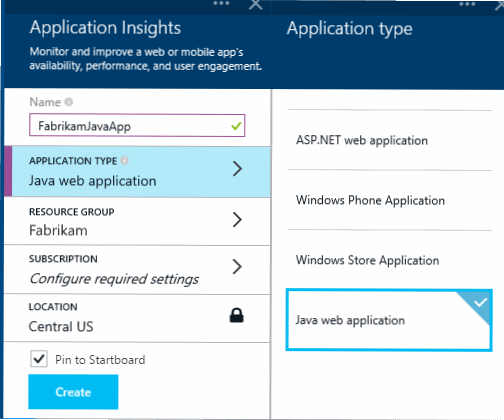 Application Insights
Monitor and improve a web or mobile app's
availability, performance, and user engagement.
Name
FabrikamJavaApp
APPLICATION TYPE
Java web application
RESOURCE GROUP
Fabrikam
SUBSCRIPTION
Configure required settings
LOCATION
Central US
Pin to Startboard
Create
Application type
ASP.NET web application
Windows Phone Application
Windows Store Application
Java web application